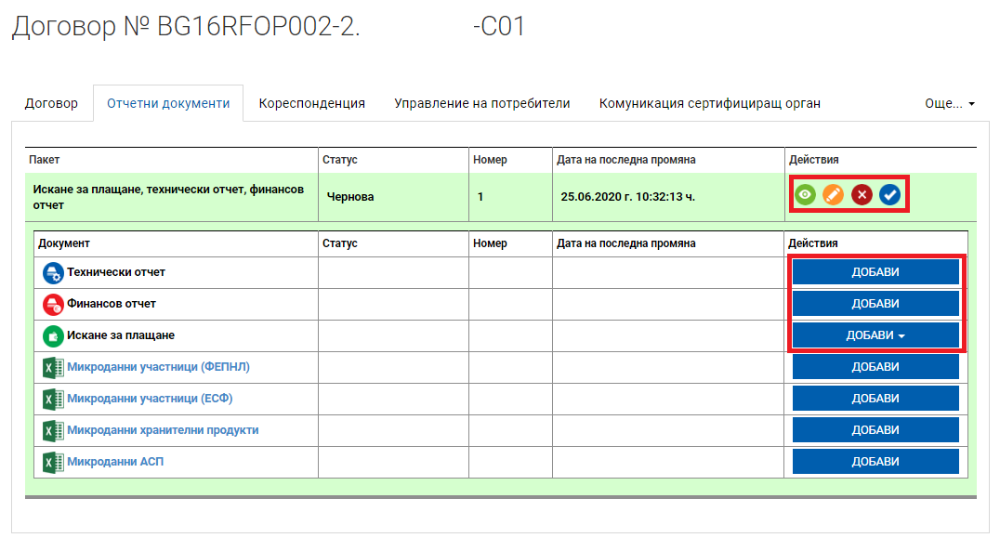 Договор № BG16RFOP002-2. -C01
Договор Отчетни документи Кореспонденция Управление на потребители Комуникация сертифициращ орган Още...
Пакет Статус Номер Дата на последна промяна Действия
Искане за плащане, технически отчет, финансов
отчет Чернова 1 25.06.2020 г. 10:32:13 ч.
Документ Статус Номер Дата на последна промяна Действия
Технически отчет ДОБАВИ
Финансов отчет ДОБАВИ
Искане за плащане ДОБАВИ
Микроданни участници (ФЕПНЛ) ДОБАВИ
Микроданни участници (ЕСФ) ДОБАВИ
Микроданни хранителни продукти ДОБАВИ
Микроданни АСП ДОБАВИ